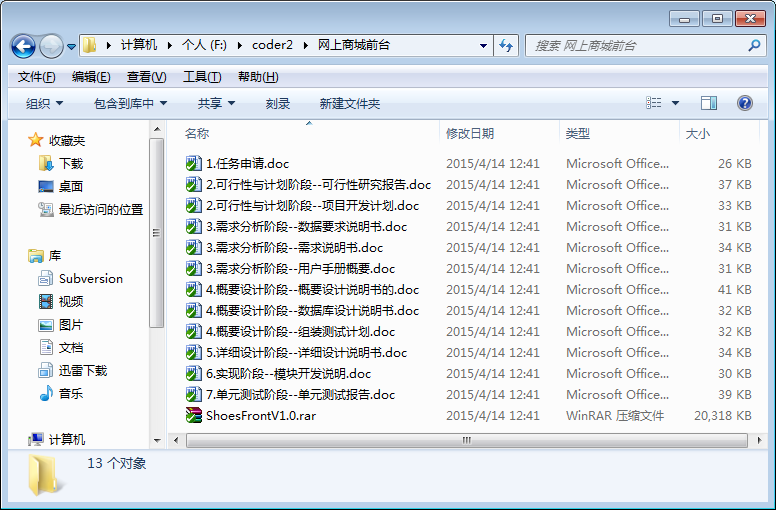 计算机 个人 (F:) coder2 网上商城前台 搜索 网上商城前台
文件(F) 编辑(E) 查看(V) 工具(T) 帮助(H)
组织 包含到库中 共享 刻录 新建文件夹
收藏夹
下载
桌面
最近访问的位置
库
Subversion
视频
图片
文档
迅雷下载
音乐
计算机
名称 修改日期 类型 大小
1.任务申请.doc 2015/4/14 12:41 Microsoft Office... 26 KB
2.可行性与计划阶段--可行性研究报告.doc 2015/4/14 12:41 Microsoft Office... 37 KB
2.可行性与计划阶段--项目开发计划.doc 2015/4/14 12:41 Microsoft Office... 33 KB
3.需求分析阶段--数据要求说明书.doc 2015/4/14 12:41 Microsoft Office... 31 KB
3.需求分析阶段--需求说明书.doc 2015/4/14 12:41 Microsoft Office... 34 KB
3.需求分析阶段--用户手册概要.doc 2015/4/14 12:41 Microsoft Office... 31 KB
4.概要设计阶段--概要设计说明书的.doc 2015/4/14 12:41 Microsoft Office... 41 KB
4.概要设计阶段--数据库设计说明书.doc 2015/4/14 12:41 Microsoft Office... 32 KB
4.概要设计阶段--组装测试计划.doc 2015/4/14 12:41 Microsoft Office... 32 KB
5.详细设计阶段--详细设计说明书.doc 2015/4/14 12:41 Microsoft Office... 34 KB
6.实现阶段--模块开发说明.doc 2015/4/14 12:41 Microsoft Office... 30 KB
7.单元测试阶段--单元测试报告.doc 2015/4/14 12:41 Microsoft Office... 39 KB
ShoesFrontV1.0.rar 2015/4/14 12:41 WinRAR 压缩文件 20,318 KB
13 个对象